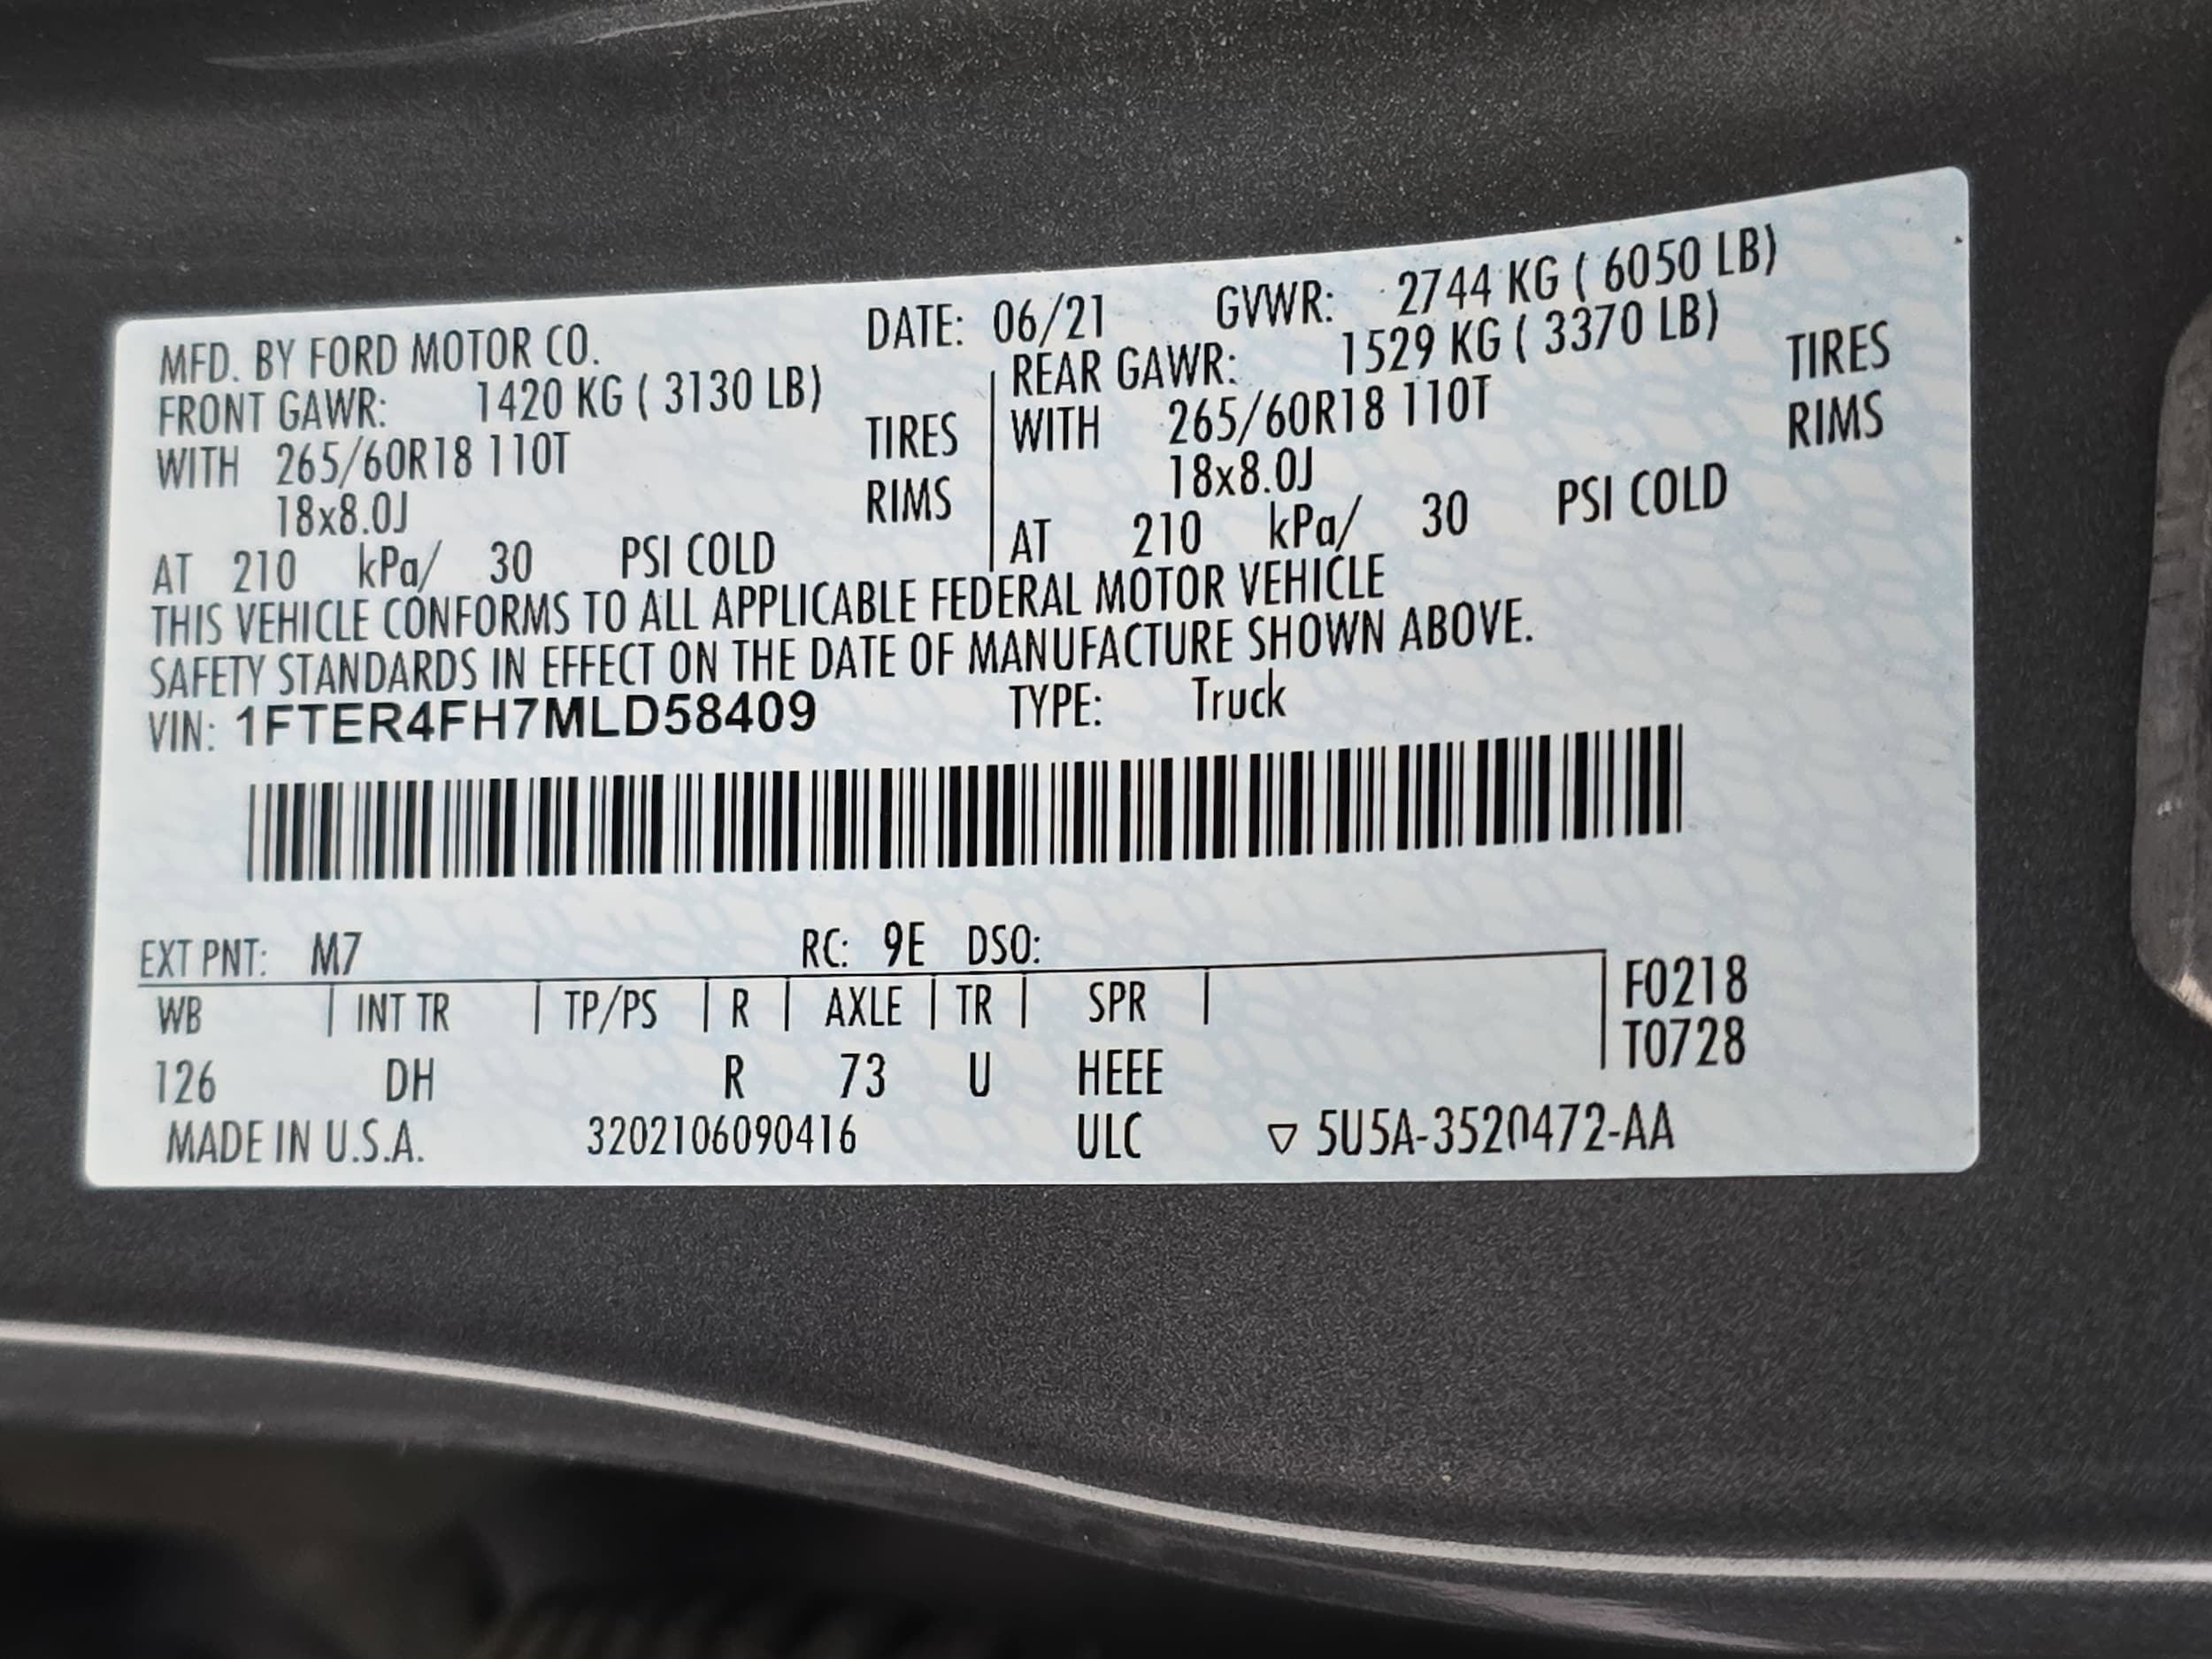 MFD. BY FORD MOTOR CO. DATE: 06/21 GVWR: 2744 KG ( 6050 LB)
FRONT GAWR: 1420 KG ( 3130 LB) REAR GAWR: 1529 KG ( 3370 LB)
WITH 265/60R18 110T TIRES WITH 265/60R18 110T TIRES
18x8.0J RIMS 18x8.0J RIMS
AT 210 kPa/ 30 PSI COLD AT 210 kPa/ 30 PSI COLD
THIS VEHICLE CONFORMS TO ALL APPLICABLE FEDERAL MOTOR VEHICLE
SAFETY STANDARDS IN EFFECT ON THE DATE OF MANUFACTURE SHOWN ABOVE.
VIN: 1FTER4FH7MLD58409 TYPE: Truck
EXT PNT: M7 RC: 9E DSO:
WB | INT TR | TP/PS | R | AXLE | TR | SPR | F0218
T0728
126 DH R 73 U HEEE
MADE IN U.S.A. 3202106090416 ULC ▽ 5U5A-3520472-AA